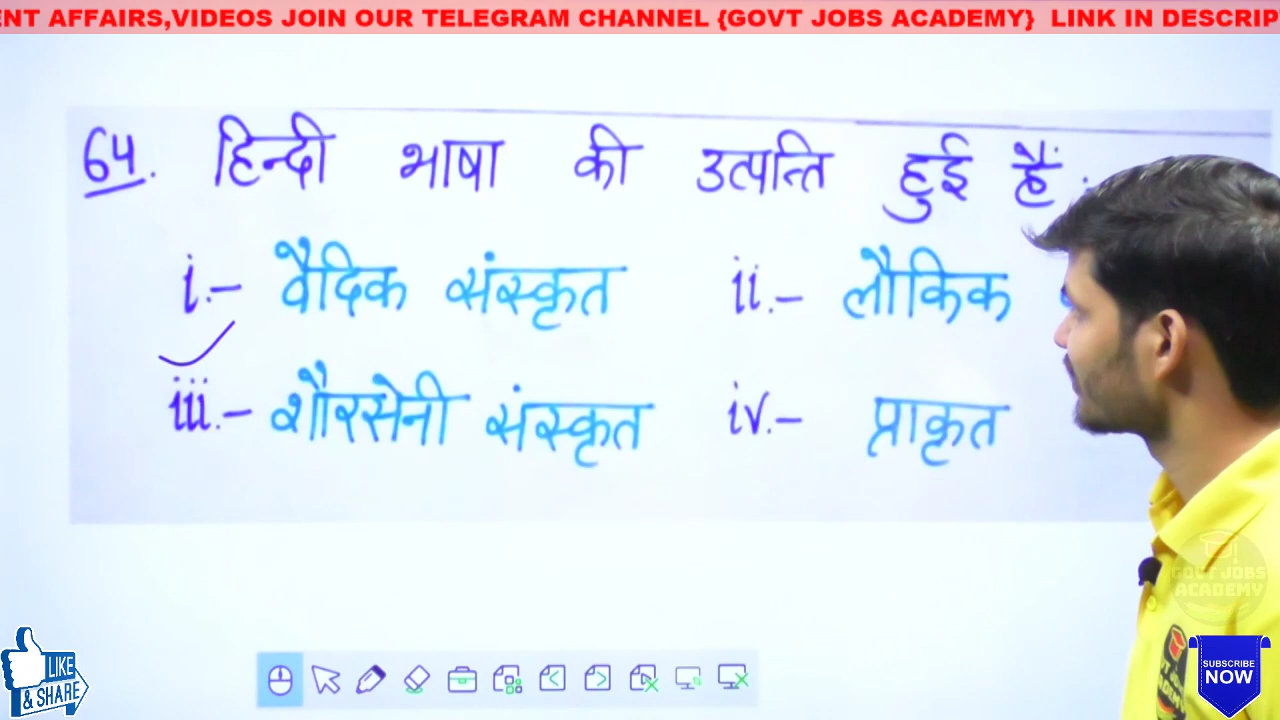 ENT AFFAIRS,VIDEOS JOIN OUR TELEGRAM CHANNEL {GOVT JOBS ACADEMY} LINK IN DESCRIP
64. हिन्दी भाषा की उत्पत्ति हुई हैं :
i.- वैदिक संस्कृत ii.- लौकिक
iii.- शौरसेनी संस्कृत iv.- प्राकृत
GOVT JOBS
ACADEMY
LIKE
& SHARE
SUBSCRIBE
NOW